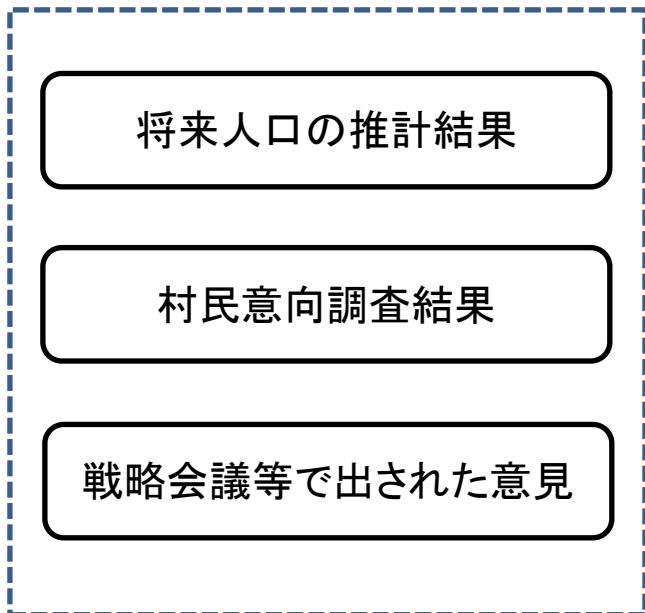 将来人口の推計結果
村民意向調査結果
戦略会議等で出された意見